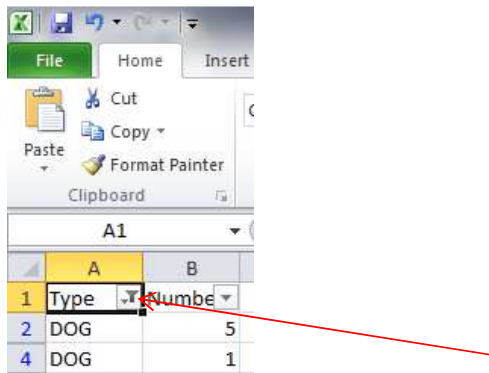 File Home Insert
Cut
Copy
Paste
Format Painter
Clipboard
A1
A B
1 Type Numbe
2 DOG 5
4 DOG 1